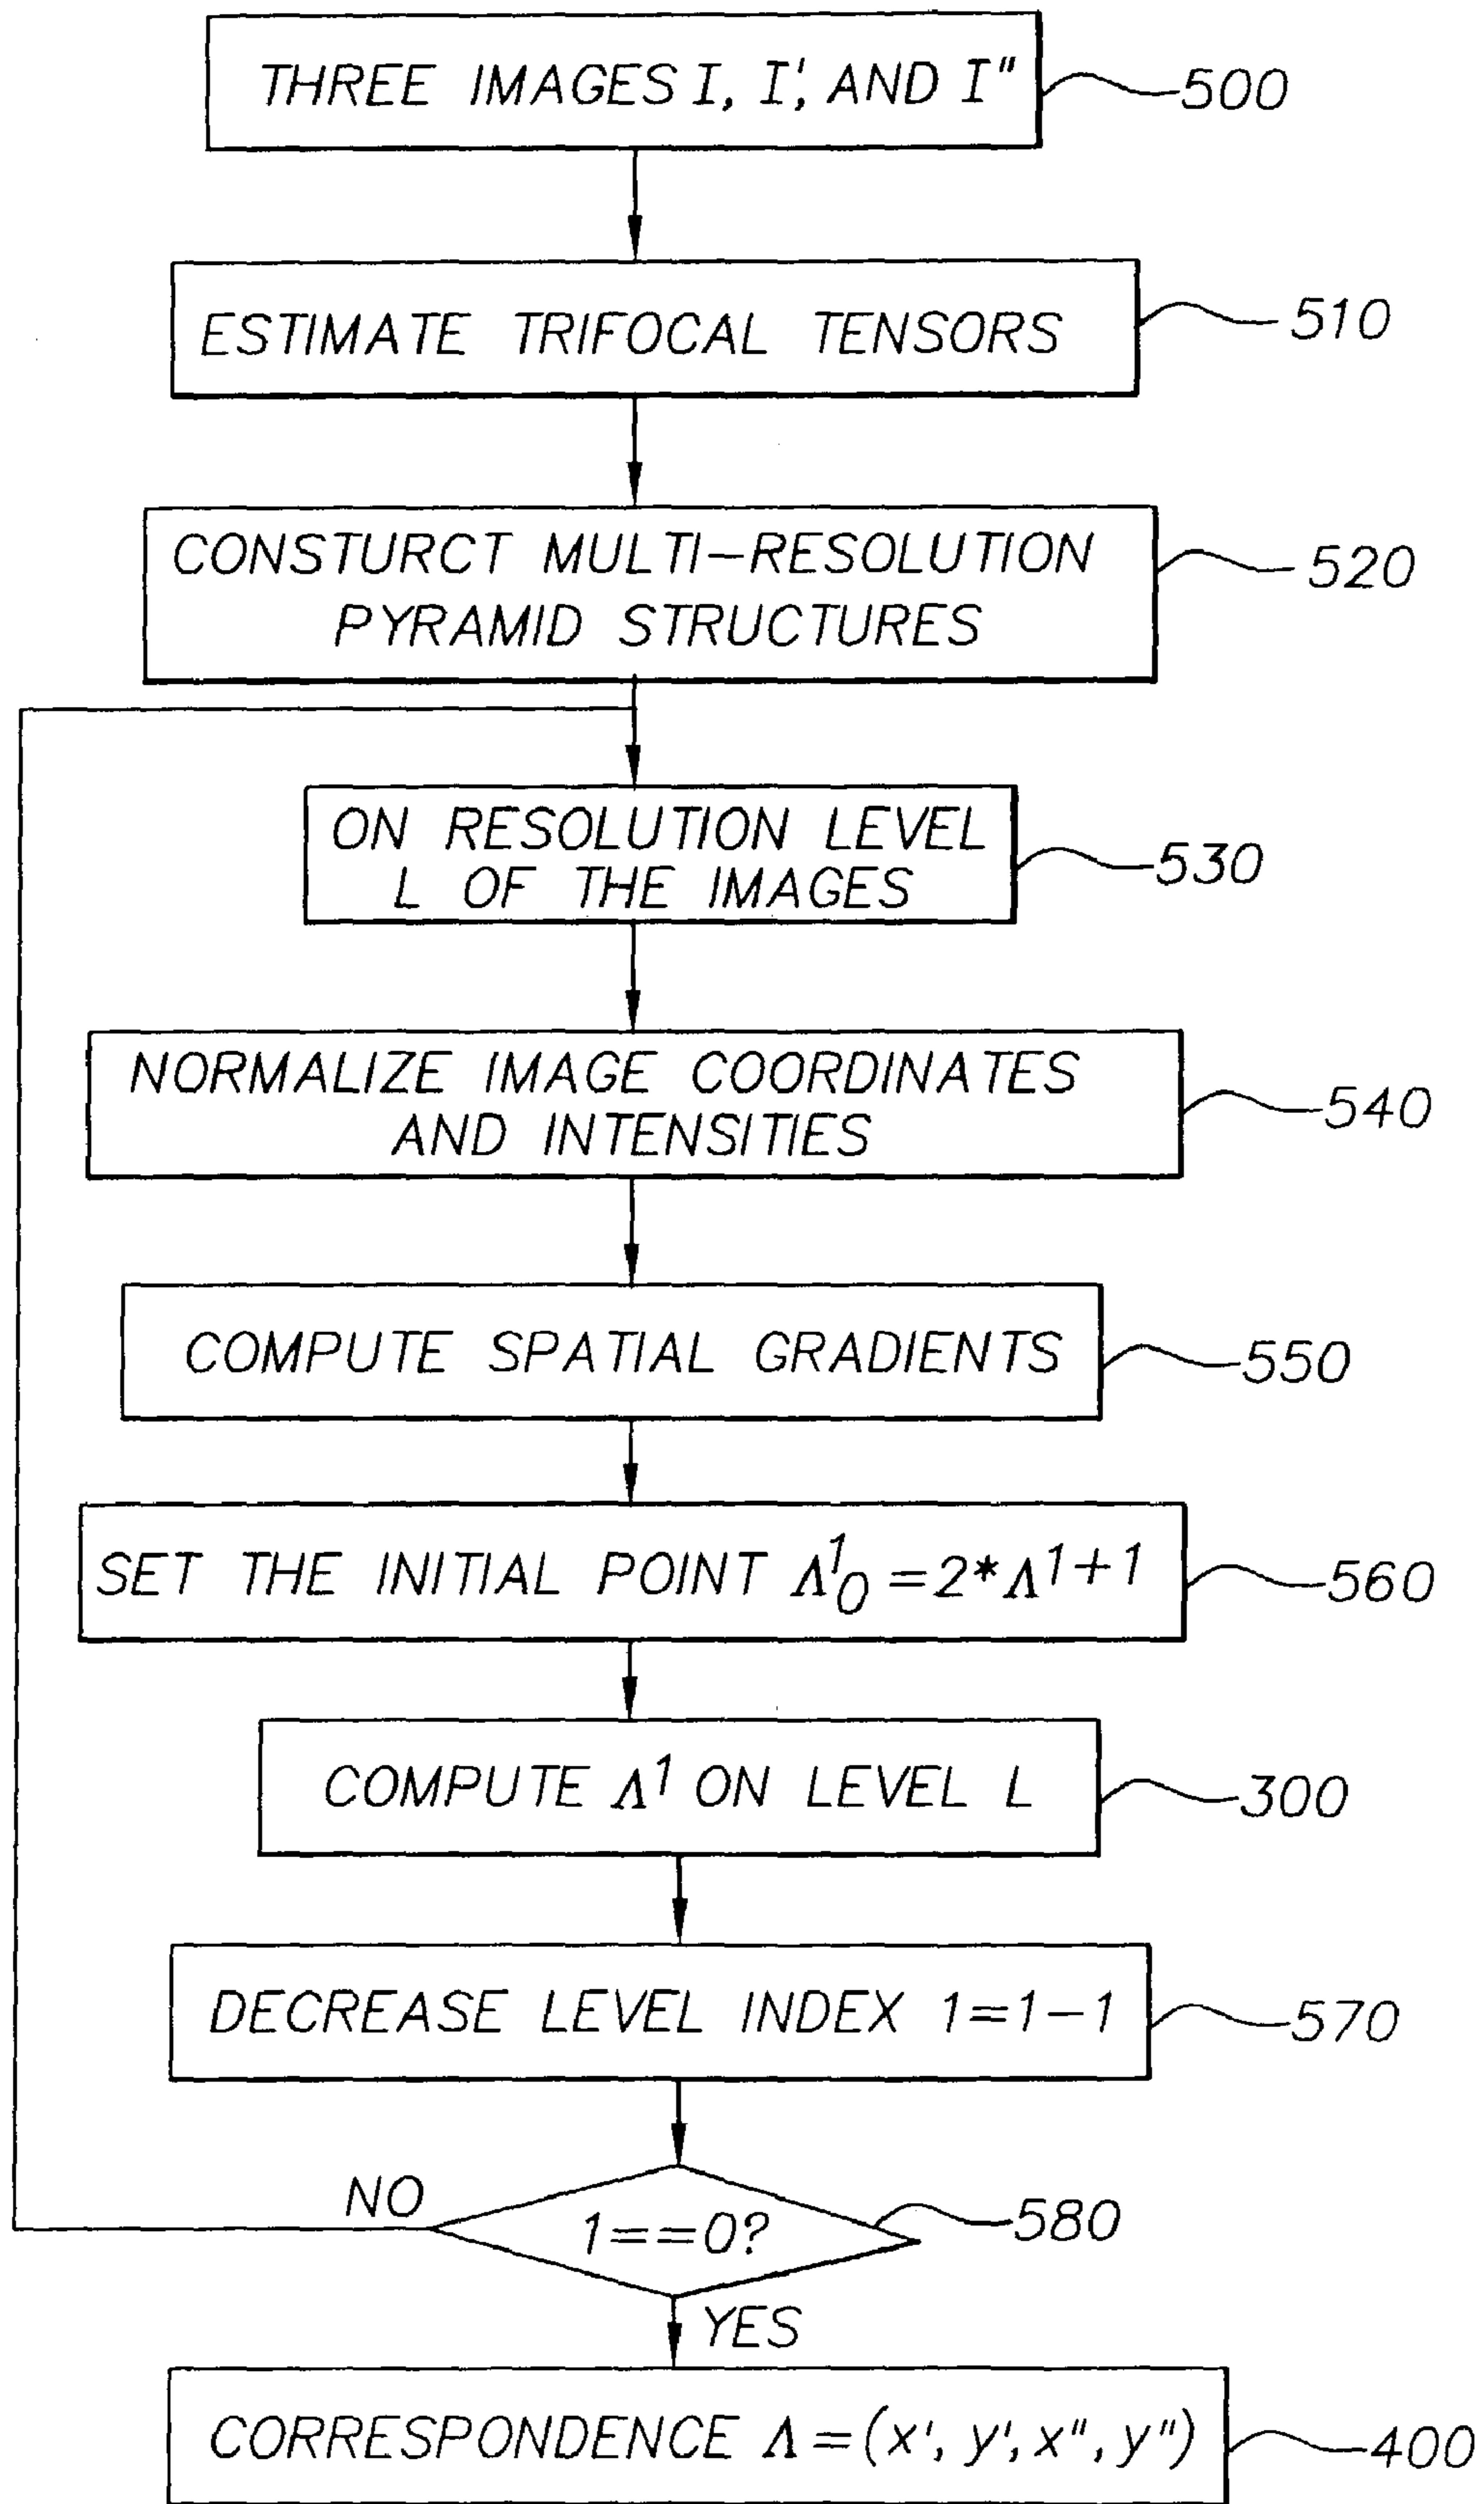 THREE IMAGES I, I', AND I"
500
ESTIMATE TRIFOCAL TENSORS
510
CONSTURCT MULTI-RESOLUTION
PYRAMID STRUCTURES
520
ON RESOLUTION LEVEL
L OF THE IMAGES
530
NORMALIZE IMAGE COORDINATES
AND INTENSITIES
540
COMPUTE SPATIAL GRADIENTS
550
SET THE INITIAL POINT Λ¹₀=2*Λ¹⁺¹
560
COMPUTE Λ¹ ON LEVEL L
300
DECREASE LEVEL INDEX 1=1-1
570
NO
1==0?
580
YES
CORRESPONDENCE Λ=(x', y', x", y")
400